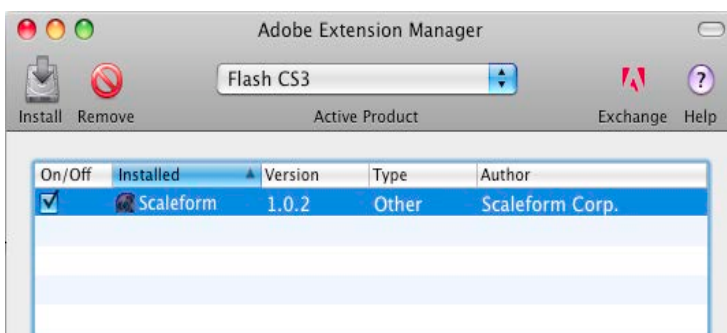 Adobe Extension Manager
Flash CS3
Install Remove Active Product Exchange Help
On/Off Installed Version Type Author
Scaleform 1.0.2 Other Scaleform Corp.